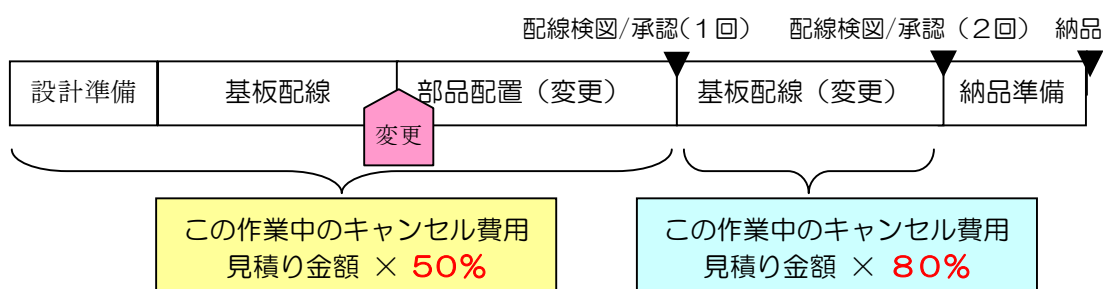 配線検図/承認(1回)　配線検図/承認（2回）　納品
設計準備　基板配線　部品配置（変更）　基板配線（変更）　納品準備
変更
この作業中のキャンセル費用
見積り金額 × 50%
この作業中のキャンセル費用
見積り金額 × 80%